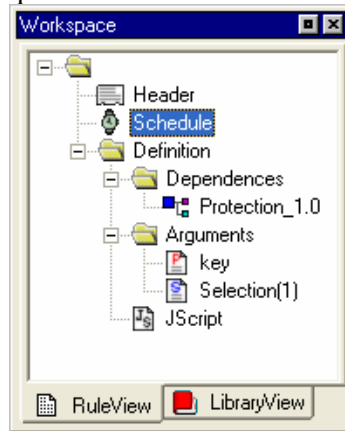 Workspace
Header
Schedule
Definition
Dependences
Protection_1.0
Arguments
key
Selection(1)
JScript
RuleView LibraryView